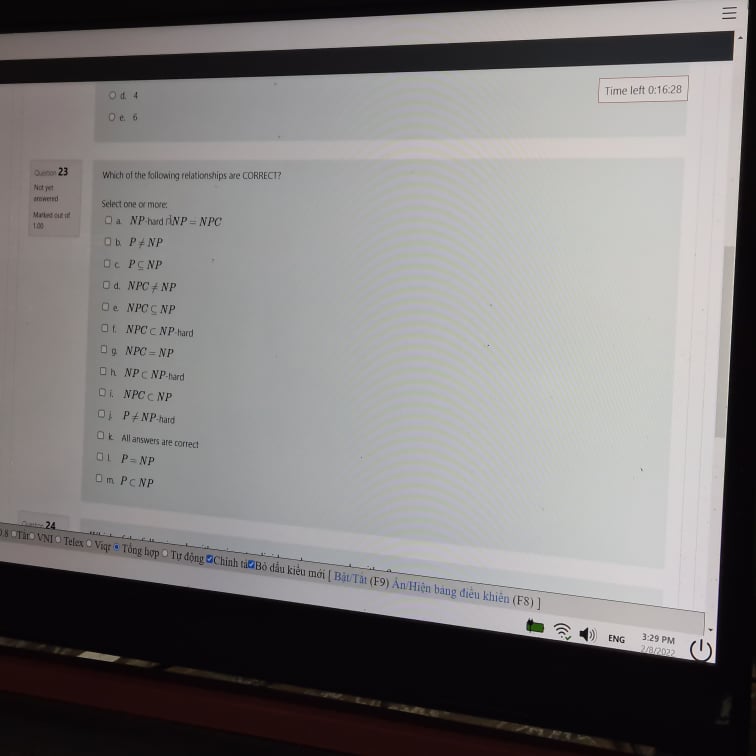 d. 4
e. 6
Time left 0:16:28
Question 23
Not yet
answered
Marked out of
1.00
Which of the following relationships are CORRECT?
Select one or more:
a. NP-hard ∩ NP = NPC
b. P ≠ NP
c. P ⊆ NP
d. NPC ≠ NP
e. NPC ⊆ NP
f. NPC ⊂ NP-hard
g. NPC = NP
h. NP ⊂ NP-hard
i. NPC ⊂ NP
j. P ≠ NP-hard
k. All answers are correct
l. P = NP
m. P ⊂ NP
Question 24
Tắt VNI Telex Viqr Tổng hợp Tự động Chính tả Bỏ dấu kiểu mới [ Bật/Tắt (F9) Ẩn/Hiện bảng điều khiển (F8) ]
ENG
3:29 PM
2/8/2022